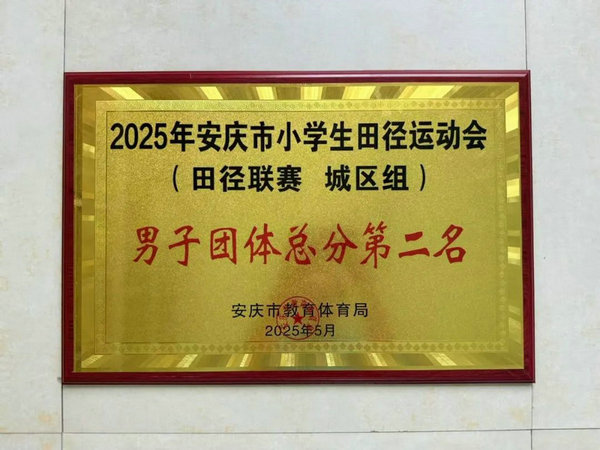 2025年安庆市小学生田径运动会
（田径联赛 城区组）
男子团体总分第二名
安庆市教育体育局
2025年5月